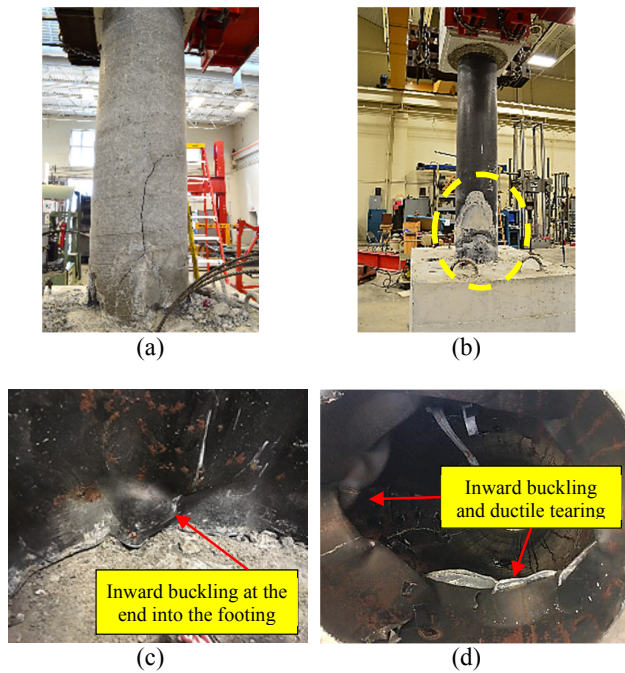 (a)
(b)
Inward buckling at the
end into the footing
Inward buckling
and ductile tearing
(c)
(d)